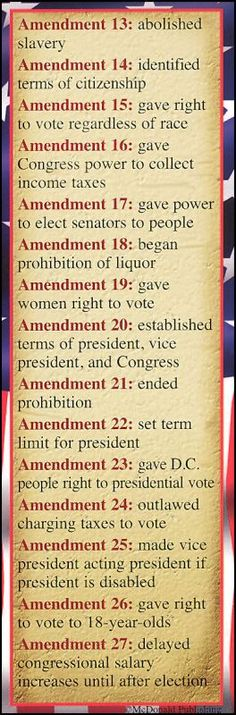 Amendment 13: abolished
slavery
Amendment 14: identified
terms of citizenship
Amendment 15: gave right
to vote regardless of race
Amendment 16: gave
Congress power to collect
income taxes
Amendment 17: gave power
to elect senators to people
Amendment 18: began
prohibition of liquor
Amendment 19: gave
women right to vote
Amendment 20: established
terms of president, vice
president, and Congress
Amendment 21: ended
prohibition
Amendment 22: set term
limit for president
Amendment 23: gave D.C.
people right to presidential vote
Amendment 24: outlawed
charging taxes to vote
Amendment 25: made vice
president acting president if
president is disabled
Amendment 26: gave right
to vote to 18-year-olds
Amendment 27: delayed
congressional salary
increases until after election
©McDonald Publishing